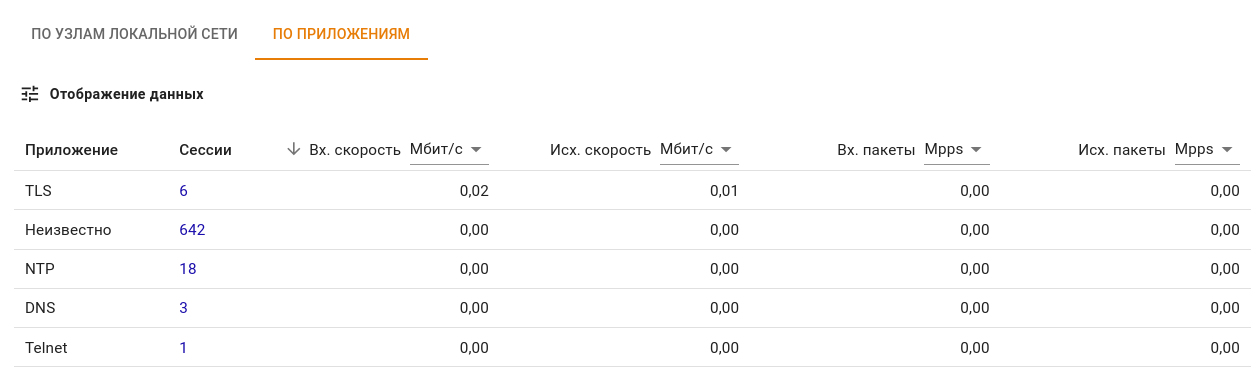 ПО УЗЛАМ ЛОКАЛЬНОЙ СЕТИ ПО ПРИЛОЖЕНИЯМ
Отображение данных
Приложение Сессии Вх. скорость Мбит/с Исх. скорость Мбит/с Вх. пакеты Mpps Исх. пакеты Mpps
TLS 6 0,02 0,01 0,00 0,00
Неизвестно 642 0,00 0,00 0,00 0,00
NTP 18 0,00 0,00 0,00 0,00
DNS 3 0,00 0,00 0,00 0,00
Telnet 1 0,00 0,00 0,00 0,00